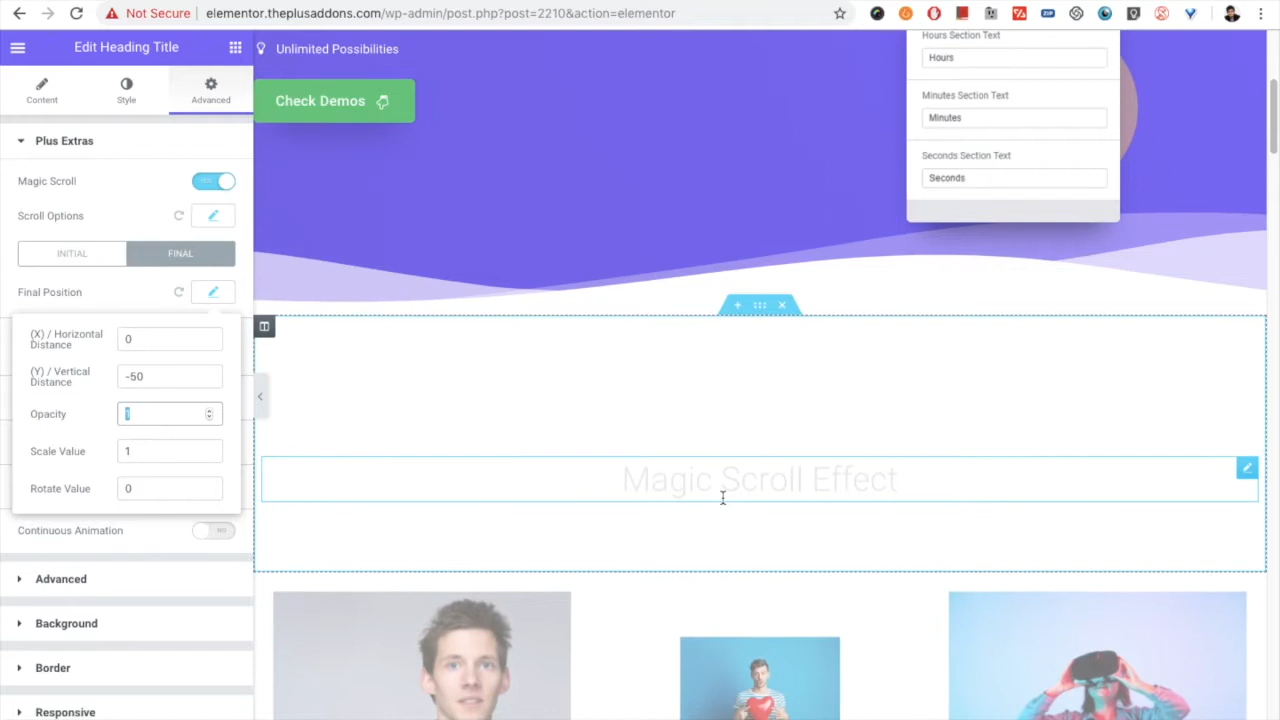 Not Secure elementor.theplusaddons.com/wp-admin/post.php?post=2210&action=elementor
Edit Heading Title
Unlimited Possibilities
Content
Style
Advanced
Check Demos
Hours Section Text
Hours
Minutes Section Text
Minutes
Seconds Section Text
Seconds
Plus Extras
Magic Scroll
YES
Scroll Options
INITIAL
FINAL
Final Position
(X) / Horizontal
Distance
0
(Y) / Vertical
Distance
-50
Opacity
1
Scale Value
1
Rotate Value
0
Continuous Animation
NO
Advanced
Background
Border
Responsive
Magic Scroll Effect